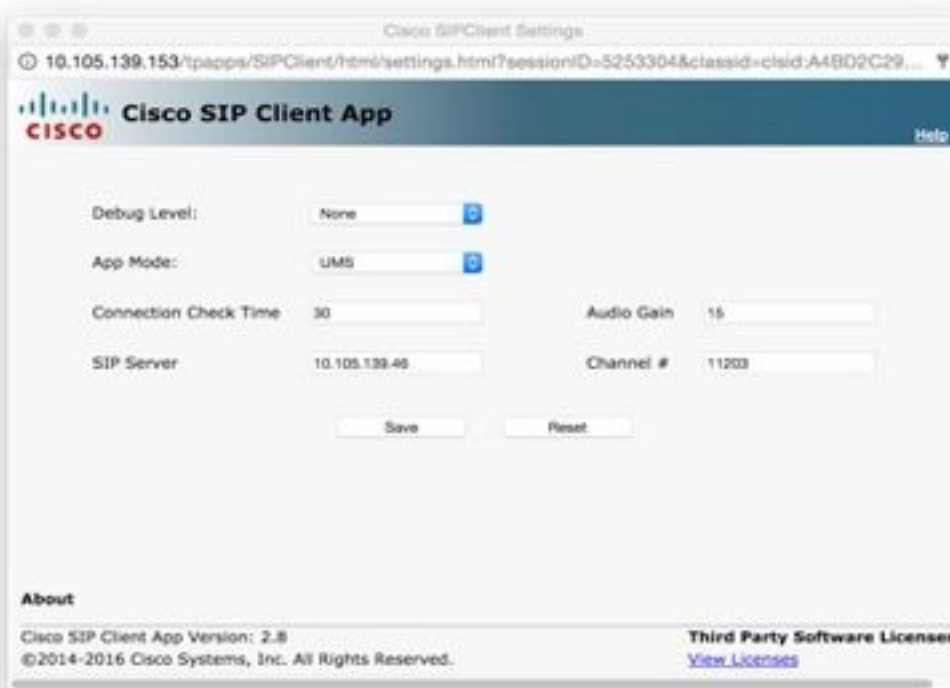 Cisco SIPClient Settings
10.105.139.153/tpapps/SIPClient/html/settings.html?sessionID=5253304&classid=clsid:A4BD2C29...
CISCO
Cisco SIP Client App
Help
Debug Level: None
App Mode: UMS
Connection Check Time 30 Audio Gain 15
SIP Server 10.105.139.46 Channel # 11203
Save Reset
About
Cisco SIP Client App Version: 2.8 Third Party Software Licenses
©2014-2016 Cisco Systems, Inc. All Rights Reserved. View Licenses